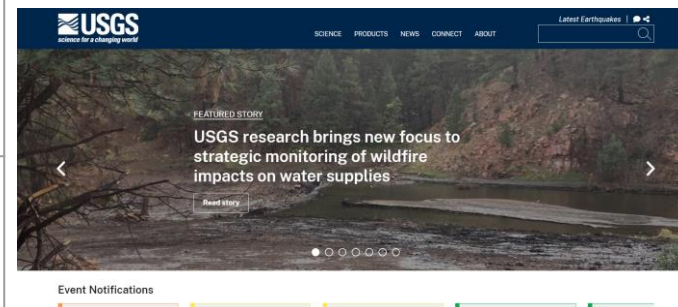 USGS
science for a changing world
SCIENCE PRODUCTS NEWS CONNECT ABOUT
Latest Earthquakes |
FEATURED STORY
USGS research brings new focus to
strategic monitoring of wildfire
impacts on water supplies
Read story
Event Notifications